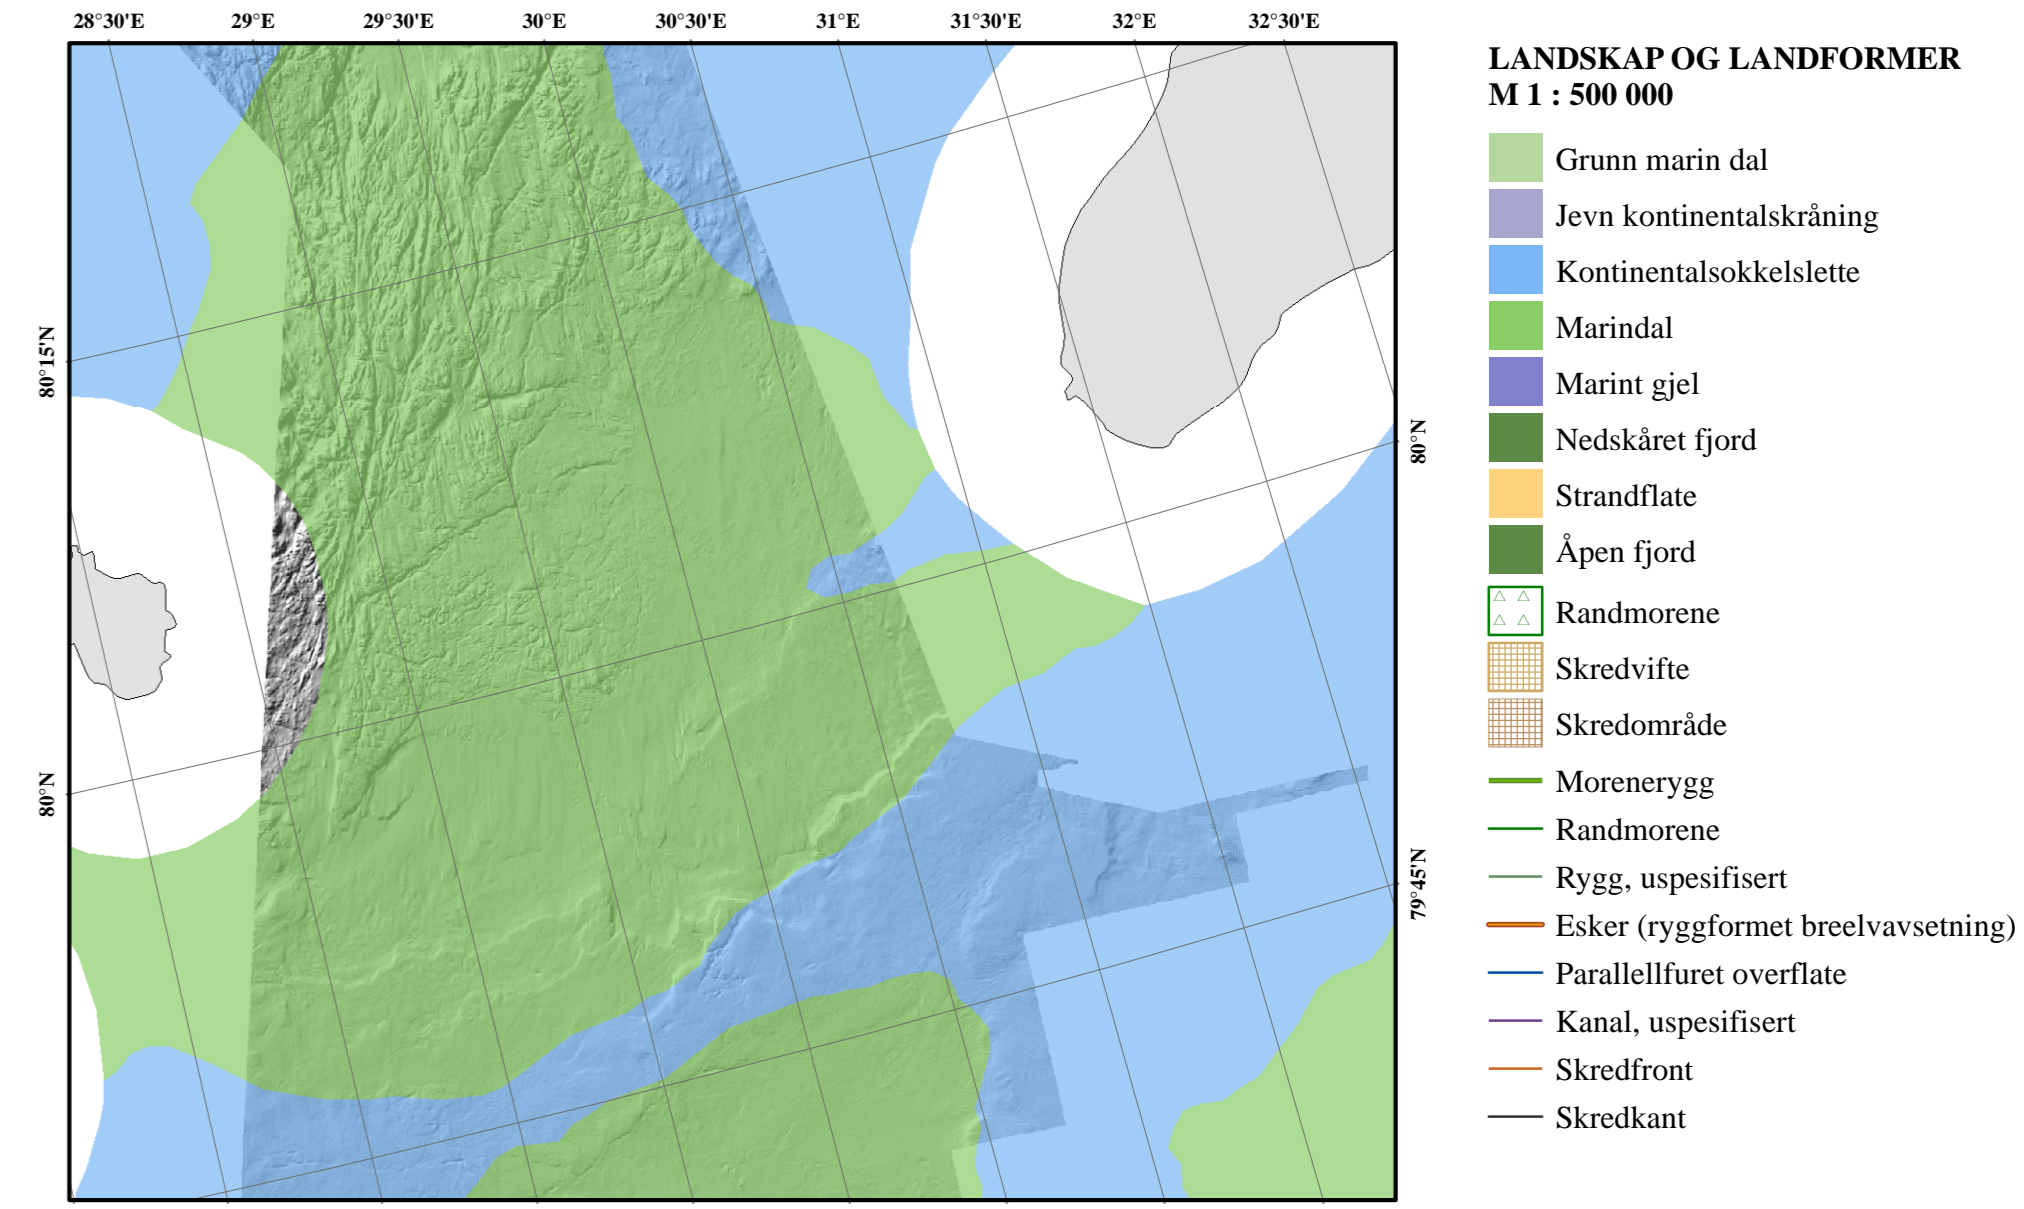 28°30'E 29°E 29°30'E 30°E 30°30'E 31°E 31°30'E 32°E 32°30'E
80°15'N
80°N
80°N
79°45'N
LANDSKAP OG LANDFORMER
M 1 : 500 000
Grunn marin dal
Jevn kontinentalskråning
Kontinentalsokkelslette
Marindal
Marint gjel
Nedskåret fjord
Strandflate
Åpen fjord
Randmorene
Skredvifte
Skredområde
Morenerygg
Randmorene
Rygg, uspesifisert
Esker (ryggformet breelvavsetning)
Parallellfuret overflate
Kanal, uspesifisert
Skredfront
Skredkant